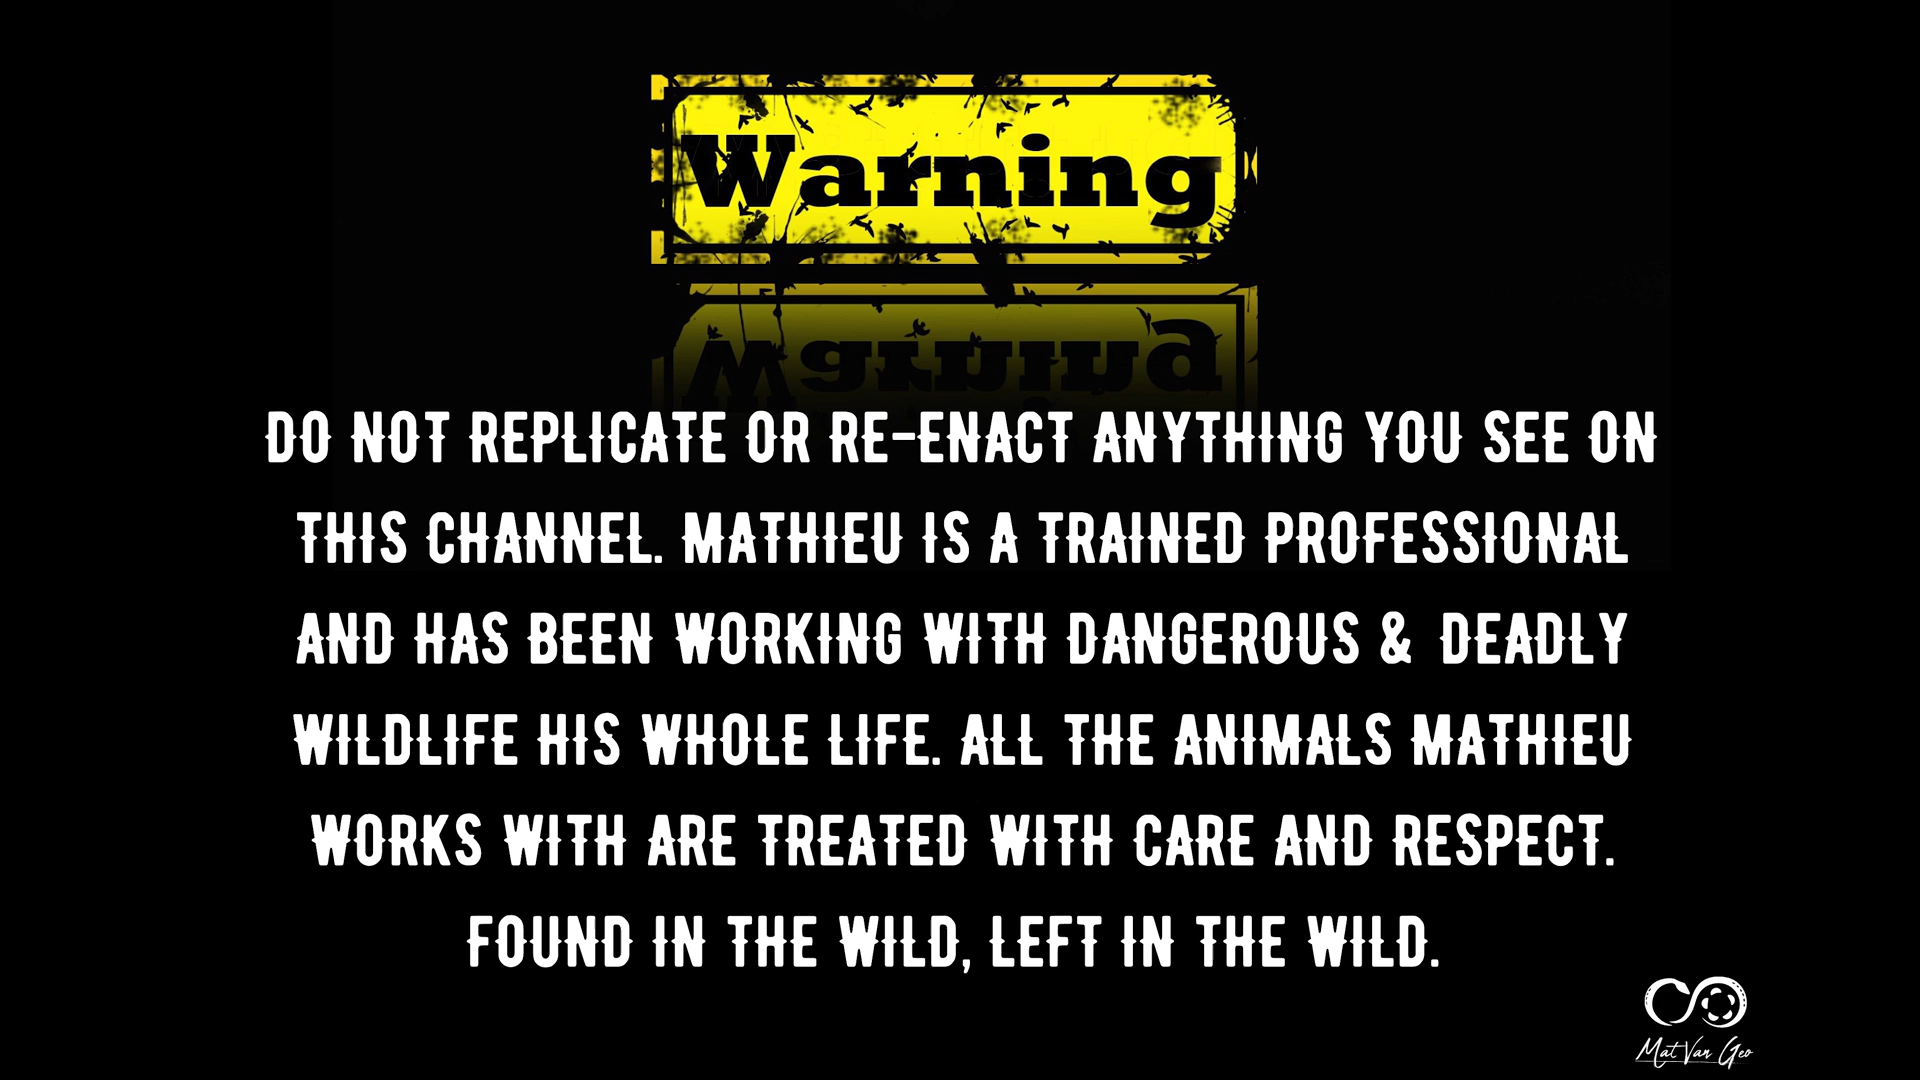 Warning
DO NOT REPLICATE OR RE-ENACT ANYTHING YOU SEE ON
THIS CHANNEL. MATHIEU IS A TRAINED PROFESSIONAL
AND HAS BEEN WORKING WITH DANGEROUS & DEADLY
WILDLIFE HIS WHOLE LIFE. ALL THE ANIMALS MATHIEU
WORKS WITH ARE TREATED WITH CARE AND RESPECT.
FOUND IN THE WILD, LEFT IN THE WILD.
Mat Van Geo